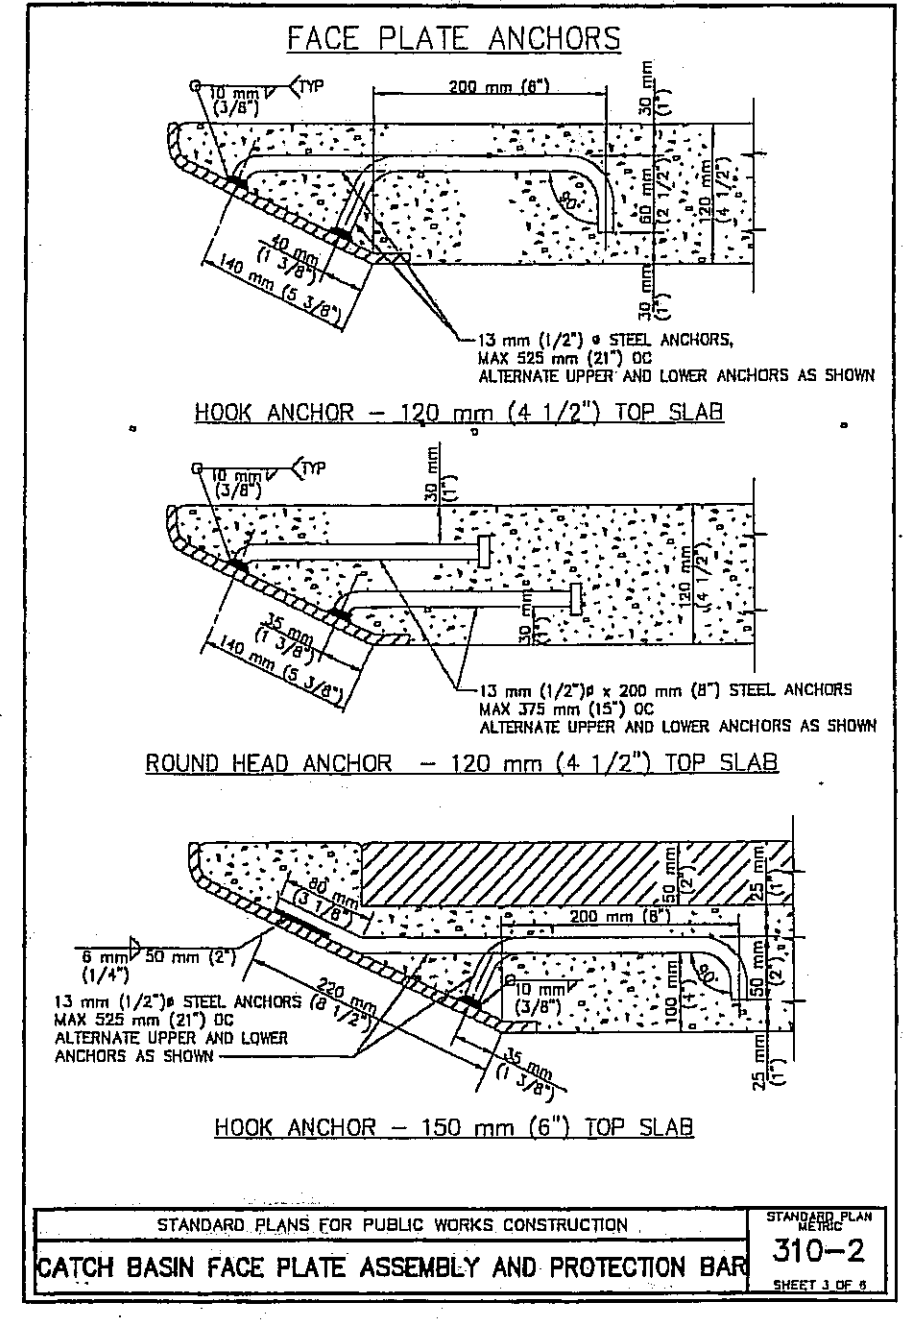 FACE PLATE ANCHORS
10 mm
(3/8")
TYP
200 mm (8")
30 mm
(1")
60 mm
(2 1/2")
120 mm
(4 1/2")
90°
40 mm
(1 3/8")
140 mm (5 3/8")
30 mm
(1")
13 mm (1/2") ø STEEL ANCHORS,
MAX 525 mm (21") OC
ALTERNATE UPPER AND LOWER ANCHORS AS SHOWN
HOOK ANCHOR – 120 mm (4 1/2") TOP SLAB
10 mm
(3/8")
TYP
30 mm
(1")
120 mm
(4 1/2")
35 mm
(1 3/8")
140 mm (5 3/8")
30 mm
(1")
13 mm (1/2")ø x 200 mm (8") STEEL ANCHORS
MAX 375 mm (15") OC
ALTERNATE UPPER AND LOWER ANCHORS AS SHOWN
ROUND HEAD ANCHOR – 120 mm (4 1/2") TOP SLAB
80 mm
(3 1/8")
50 mm
(2")
25 mm
(1")
200 mm (8")
6 mm
(1/4")
50 mm (2")
220 mm
(8 1/2")
10 mm
(3/8")
100 mm
(4")
90°
50 mm
(2")
13 mm (1/2")ø STEEL ANCHORS
MAX 525 mm (21") OC
ALTERNATE UPPER AND LOWER
ANCHORS AS SHOWN
35 mm
(1 3/8")
25 mm
(1")
HOOK ANCHOR – 150 mm (6") TOP SLAB
STANDARD PLANS FOR PUBLIC WORKS CONSTRUCTION
CATCH BASIN FACE PLATE ASSEMBLY AND PROTECTION BAR
STANDARD PLAN
METRIC
310–2
SHEET 3 OF 6